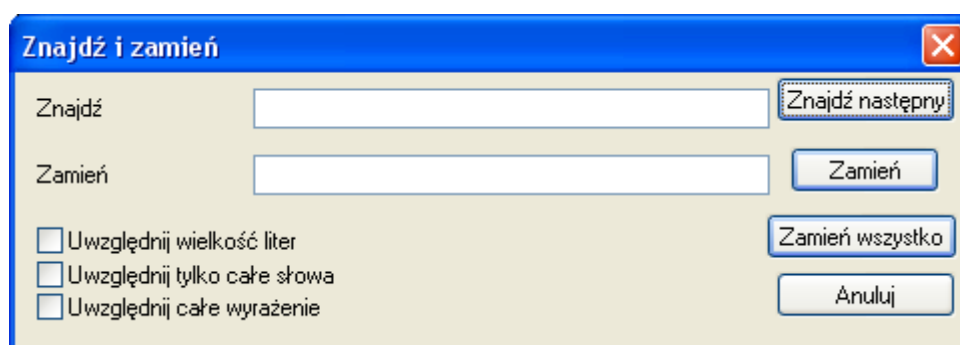 Znajdź i zamień
Znajdź
Znajdź następny
Zamień
Zamień
Uwzględnij wielkość liter
Zamień wszystko
Uwzględnij tylko całe słowa
Uwzględnij całe wyrażenie
Anuluj